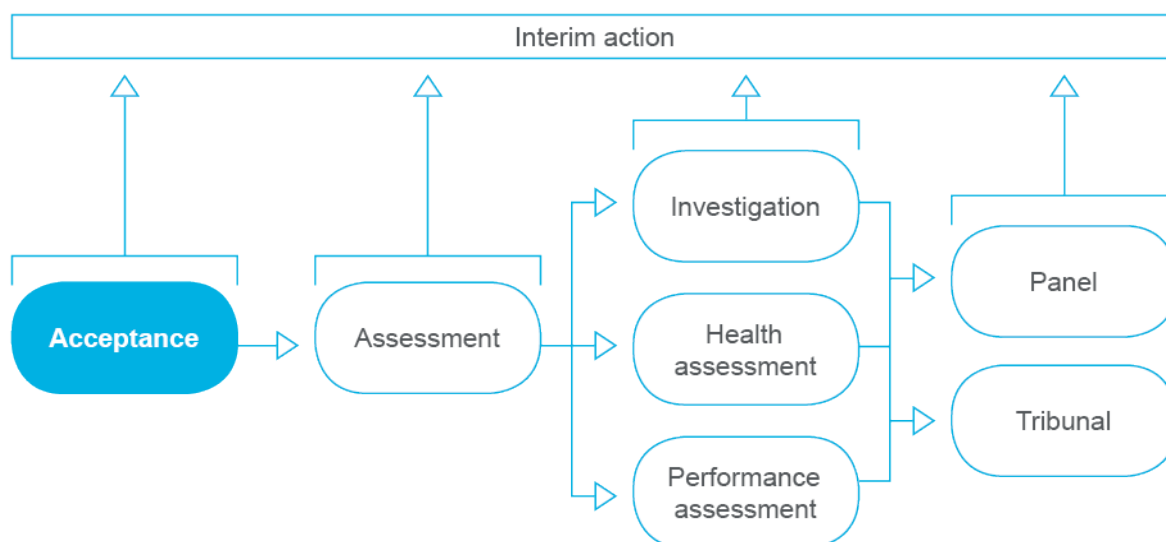 Interim action
Acceptance
Assessment
Investigation
Health
assessment
Performance
assessment
Panel
Tribunal